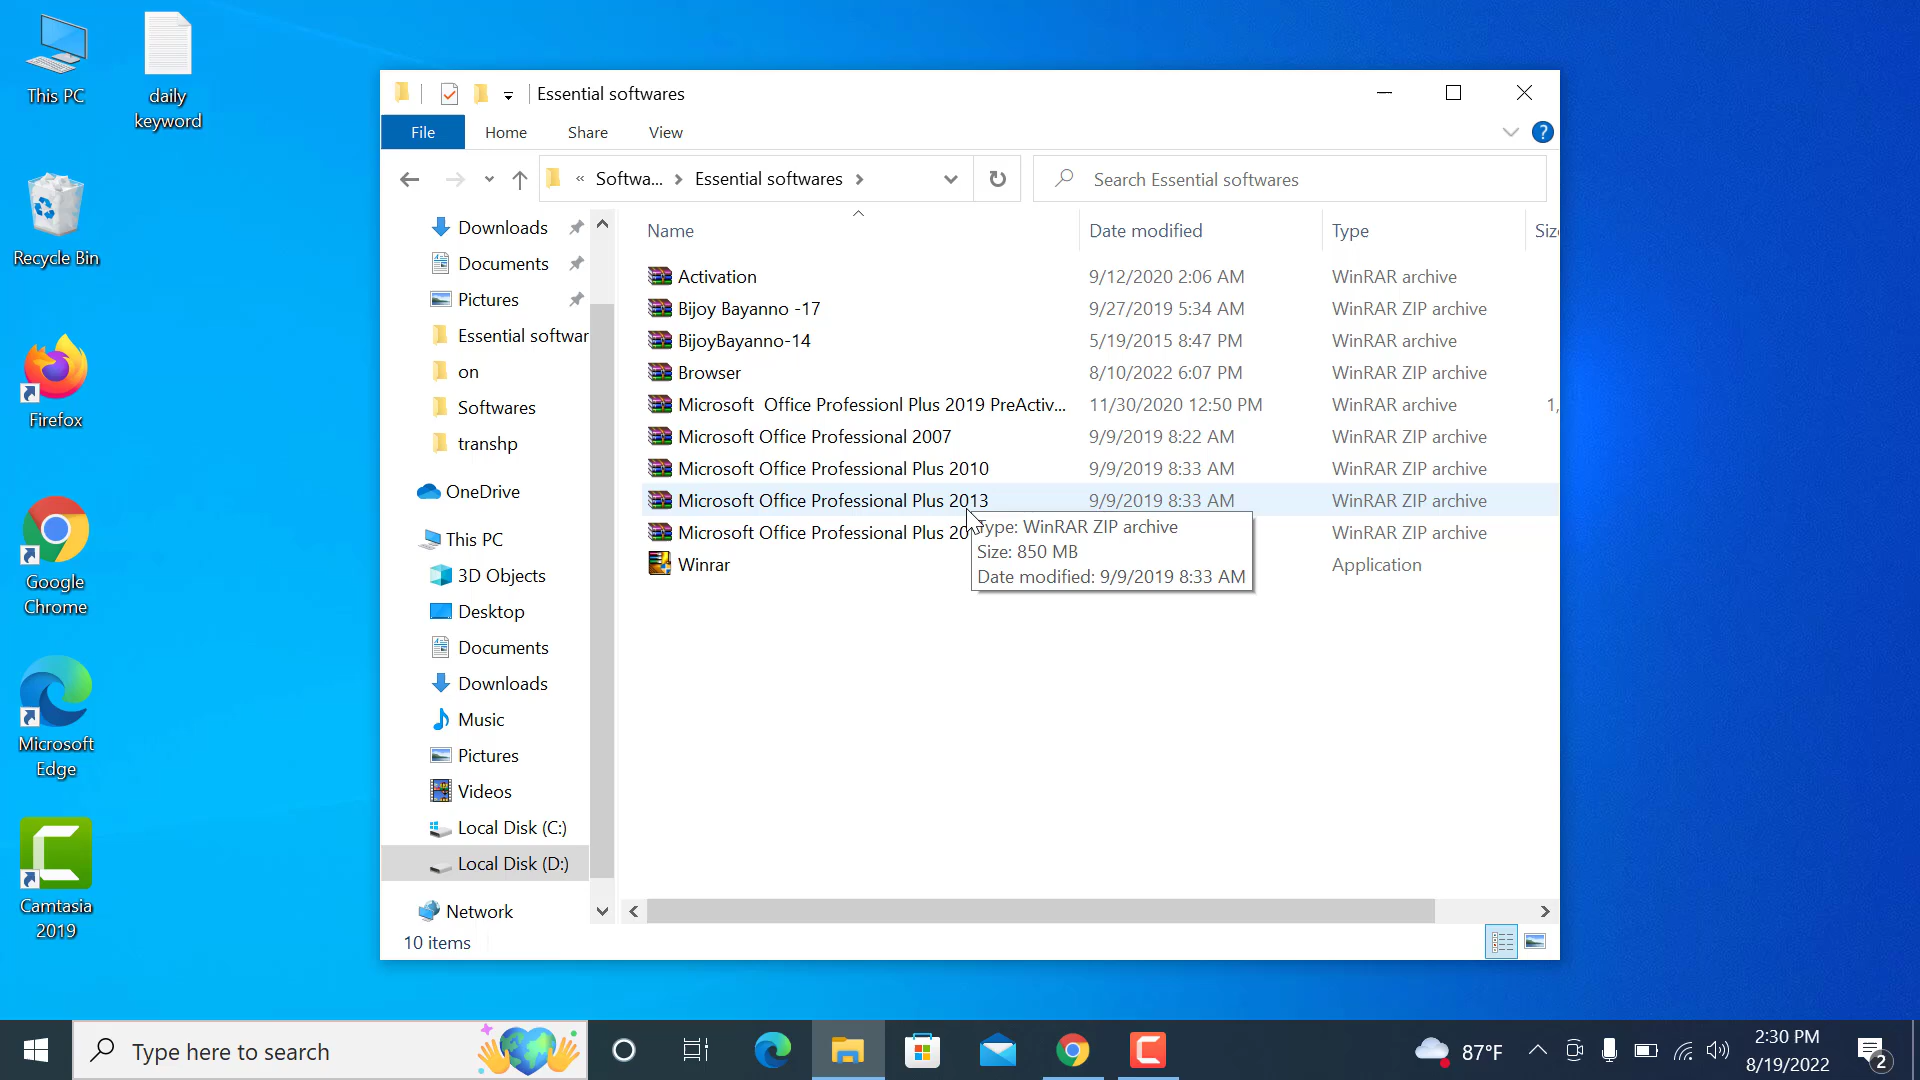 This PC
daily
keyword
Recycle Bin
Firefox
Google
Chrome
Microsoft
Edge
Camtasia
2019
Essential softwares
File Home Share View
?
« Softwa... Essential softwares
Search Essential softwares
Downloads
Documents
Pictures
Essential softwar
on
Softwares
transhp
OneDrive
This PC
3D Objects
Desktop
Documents
Downloads
Music
Pictures
Videos
Local Disk (C:)
Local Disk (D:)
Network
Name Date modified Type Siz
Activation 9/12/2020 2:06 AM WinRAR archive
Bijoy Bayanno -17 9/27/2019 5:34 AM WinRAR ZIP archive
BijoyBayanno-14 5/19/2015 8:47 PM WinRAR archive
Browser 8/10/2022 6:07 PM WinRAR ZIP archive
Microsoft  Office Professionl Plus 2019 PreActiv... 11/30/2020 12:50 PM WinRAR archive 1,
Microsoft Office Professional 2007 9/9/2019 8:22 AM WinRAR ZIP archive
Microsoft Office Professional Plus 2010 9/9/2019 8:33 AM WinRAR ZIP archive
Microsoft Office Professional Plus 2013 9/9/2019 8:33 AM WinRAR ZIP archive
Microsoft Office Professional Plus WinRAR ZIP archive
Winrar Application
Type: WinRAR ZIP archive
Size: 850 MB
Date modified: 9/9/2019 8:33 AM
10 items
Type here to search
87°F
2:30 PM
8/19/2022
2